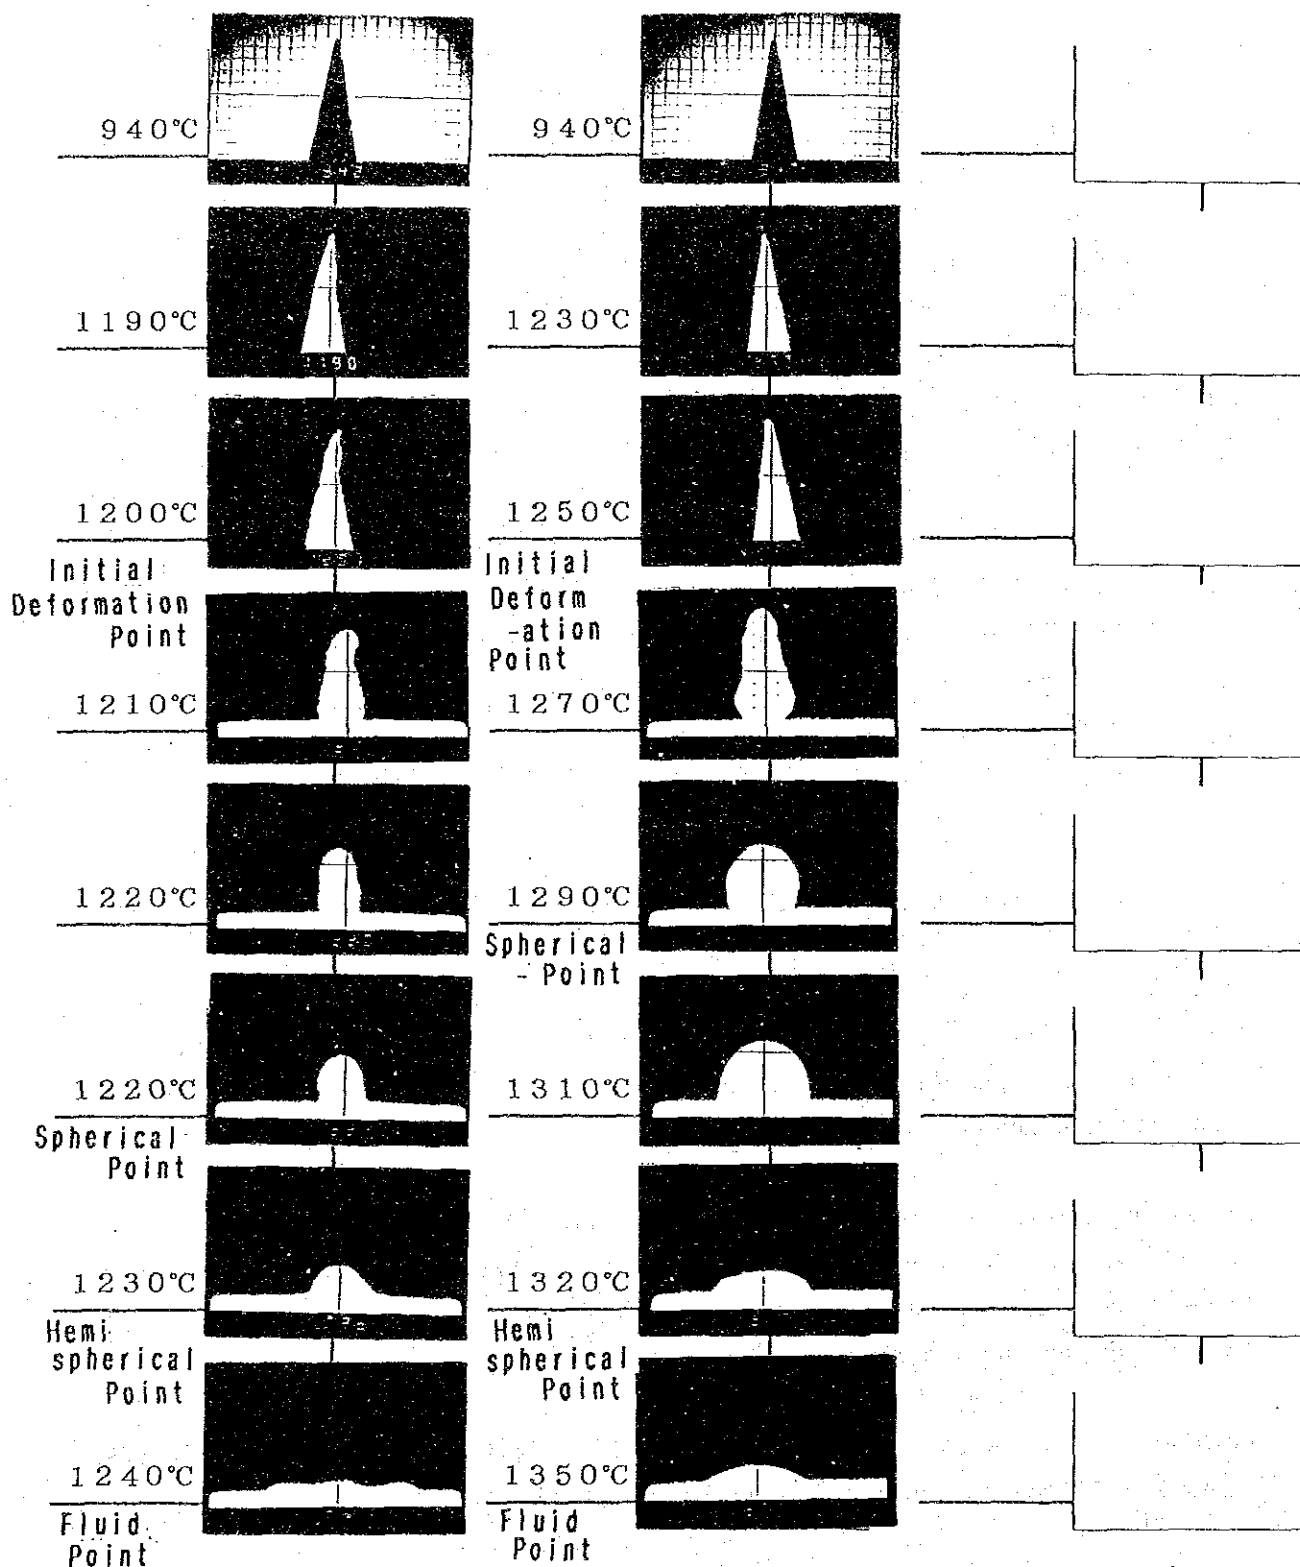 940°C
1190°C
1190
1200°C
Initial
Deformation
Point
1210°C
1220°C
1220°C
Spherical
Point
1230°C
Hemi
spherical
Point
1240°C
Fluid
Point
940°C
1230°C
1250°C
Initial
Deform
-ation
Point
1270°C
1290°C
Spherical
- Point
1310°C
1320°C
Hemi
spherical
Point
1350°C
Fluid
Point